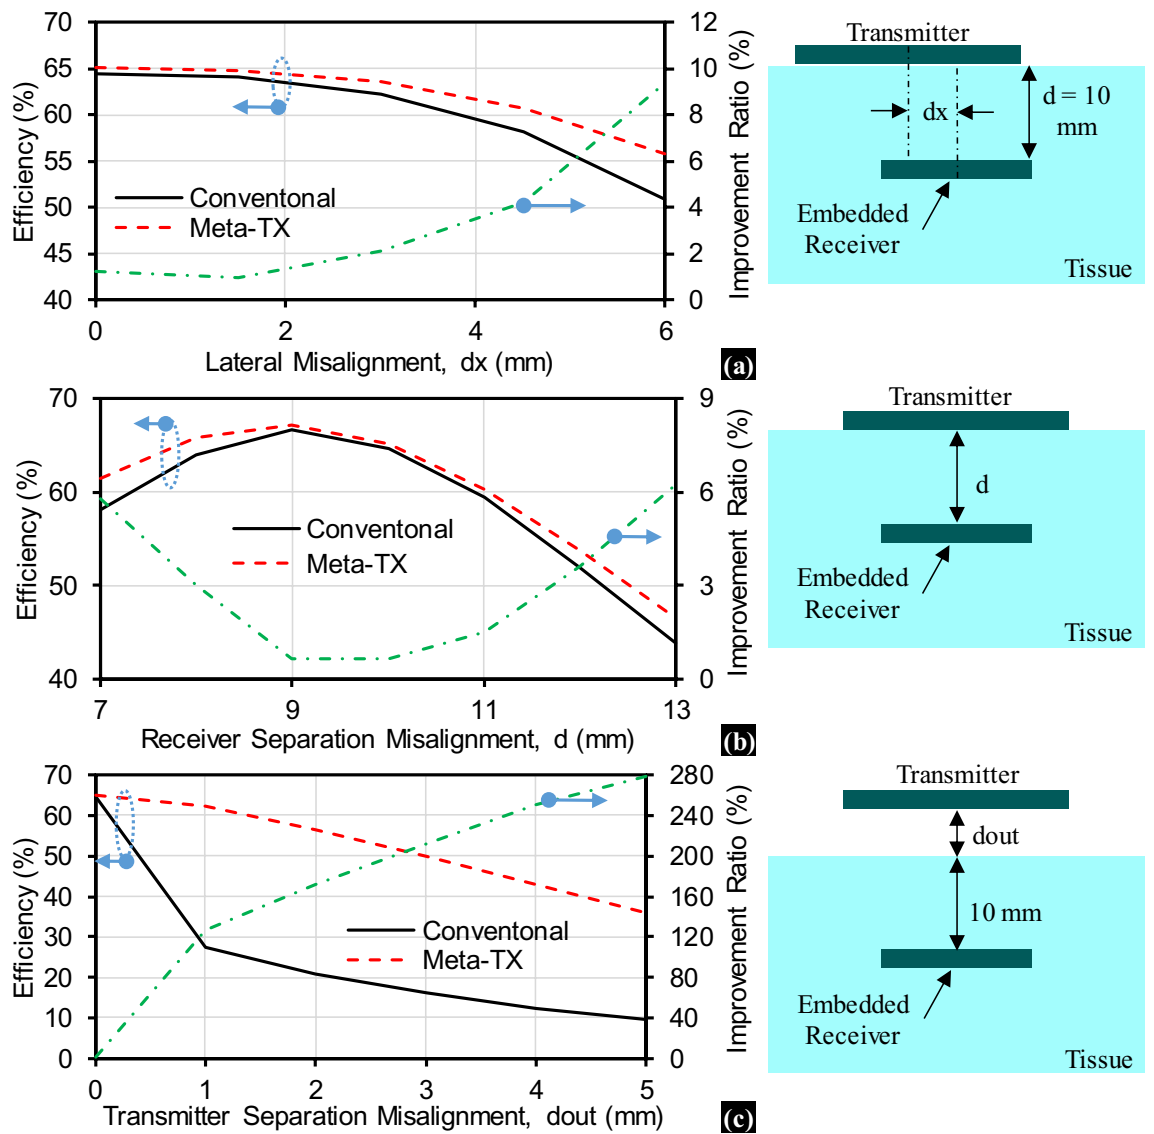 70
65
60
55
50
45
40
Efficiency (%)
12
10
8
6
4
2
0
Improvement Ratio (%)
Conventonal
Meta-TX
0
2
4
6
Lateral Misalignment, dx (mm)
(a)
Transmitter
dx
d = 10
mm
Embedded
Receiver
Tissue
70
60
50
40
Efficiency (%)
9
6
3
0
Improvement Ratio (%)
Conventonal
Meta-TX
7
9
11
13
Receiver Separation Misalignment, d (mm)
(b)
Transmitter
d
Embedded
Receiver
Tissue
70
60
50
40
30
20
10
0
Efficiency (%)
280
240
200
160
120
80
40
0
Improvement Ratio (%)
Conventonal
Meta-TX
0
1
2
3
4
5
Transmitter Separation Misalignment, dout (mm)
(c)
Transmitter
dout
10 mm
Embedded
Receiver
Tissue